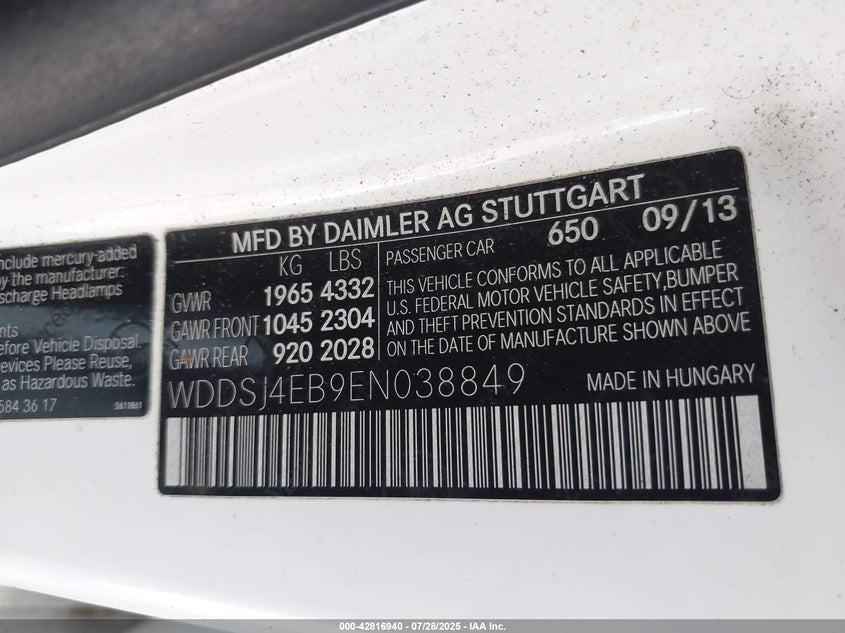 nclude mercury-added
by the manufacturer:
scharge Headlamps
nts
efore Vehicle Disposal.
evices Please Reuse,
as Hazardous Waste.
584 36 17
5611861
MFD BY DAIMLER AG STUTTGART
KG LBS
GVWR 1965 4332
GAWR FRONT 1045 2304
GAWR REAR 920 2028
PASSENGER CAR 650 09/13
THIS VEHICLE CONFORMS TO ALL APPLICABLE
U.S. FEDERAL MOTOR VEHICLE SAFETY, BUMPER
AND THEFT PREVENTION STANDARDS IN EFFECT
ON THE DATE OF MANUFACTURE SHOWN ABOVE
WDDSJ4EB9EN038849 MADE IN HUNGARY
000-42816940 - 07/28/2025 - IAA Inc.